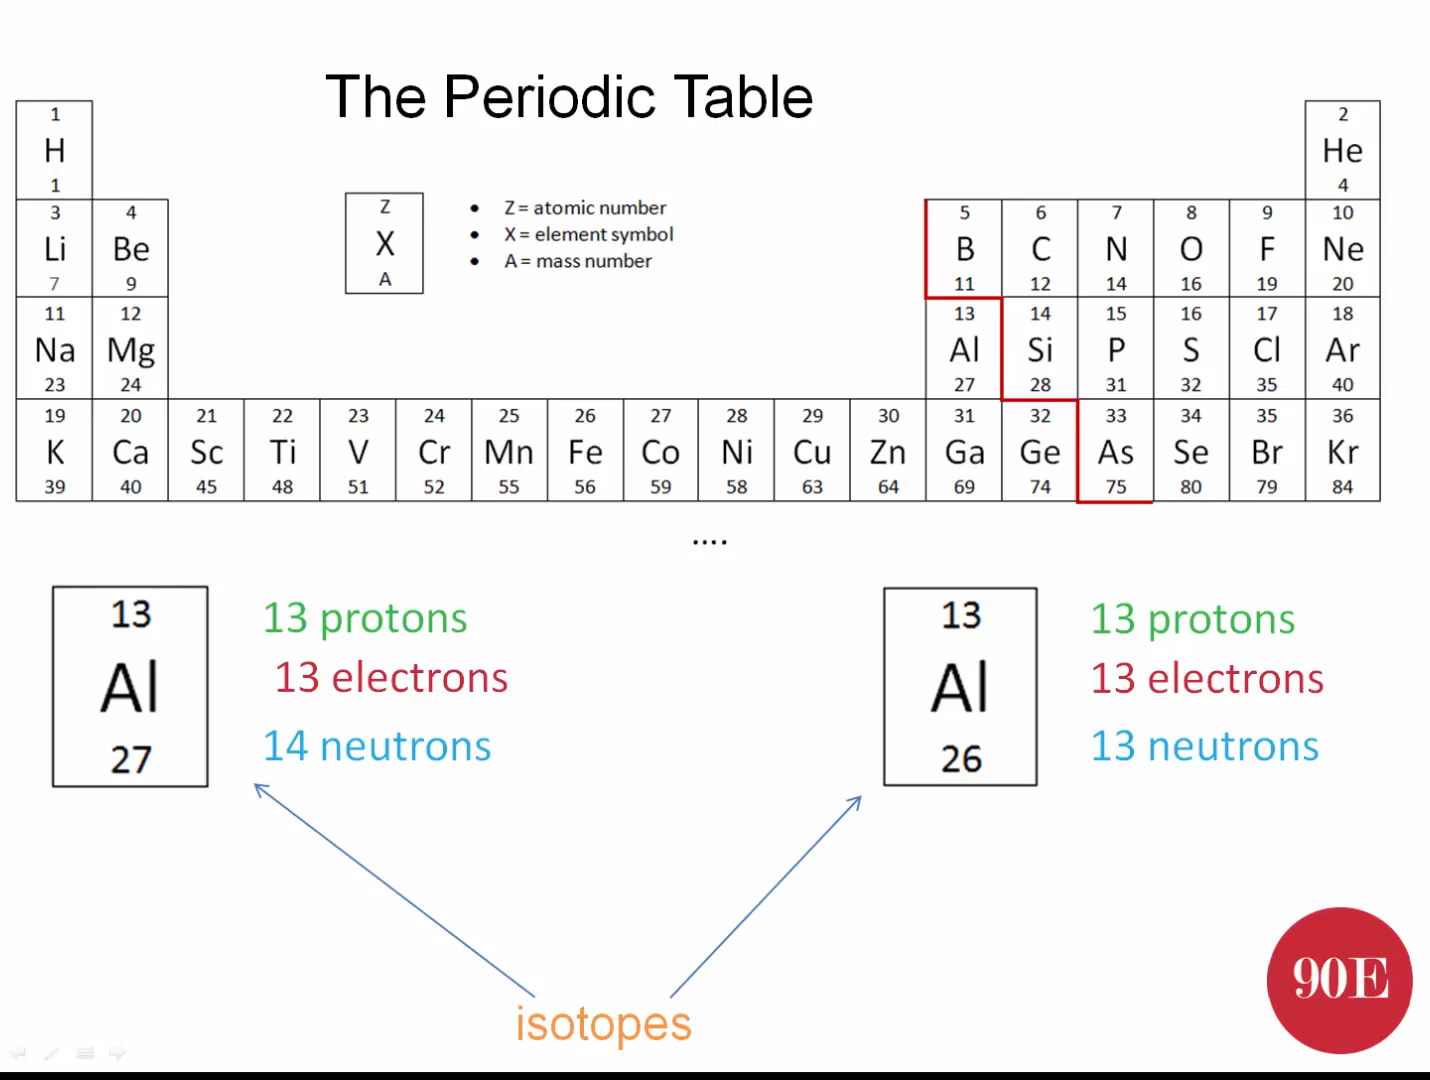 The Periodic Table
1 2
H He
1 4
Z
X
A
• Z = atomic number
• X = element symbol
• A = mass number
3 4 5 6 7 8 9 10
Li Be B C N O F Ne
7 9 11 12 14 16 19 20
11 12 13 14 15 16 17 18
Na Mg Al Si P S Cl Ar
23 24 27 28 31 32 35 40
19 20 21 22 23 24 25 26 27 28 29 30 31 32 33 34 35 36
K Ca Sc Ti V Cr Mn Fe Co Ni Cu Zn Ga Ge As Se Br Kr
39 40 45 48 51 52 55 56 59 58 63 64 69 74 75 80 79 84
....
13
Al
27
13 protons
13 electrons
14 neutrons
13
Al
26
13 protons
13 electrons
13 neutrons
isotopes
90E